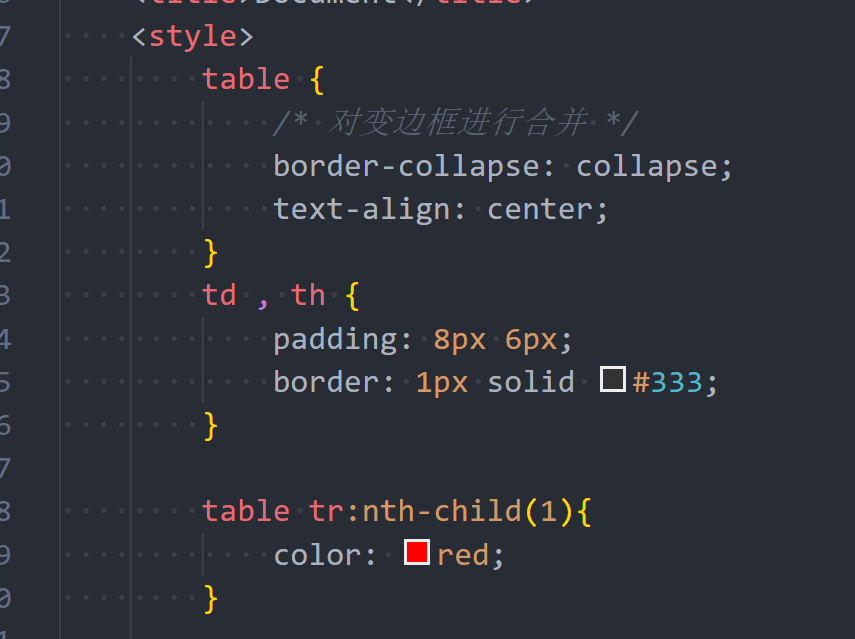 <title>Document</title>
7 <style>
8 table {
9 /* 对变边框进行合并 */
0 border-collapse: collapse;
1 text-align: center;
2 }
3 td , th {
4 padding: 8px 6px;
5 border: 1px solid #333;
6 }
7
8 table tr:nth-child(1){
9 color: red;
0 }